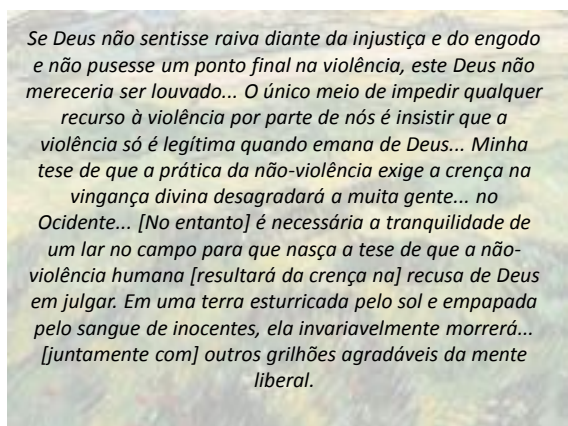 Se Deus não sentisse raiva diante da injustiça e do engodo
e não pusesse um ponto final na violência, este Deus não
mereceria ser louvado... O único meio de impedir qualquer
recurso à violência por parte de nós é insistir que a
violência só é legítima quando emana de Deus... Minha
tese de que a prática da não-violência exige a crença na
vingança divina desagradará a muita gente... no
Ocidente... [No entanto] é necessária a tranquilidade de
um lar no campo para que nasça a tese de que a não-
violência humana [resultará da crença na] recusa de Deus
em julgar. Em uma terra esturricada pelo sol e empapada
pelo sangue de inocentes, ela invariavelmente morrerá...
[juntamente com] outros grilhões agradáveis da mente
liberal.